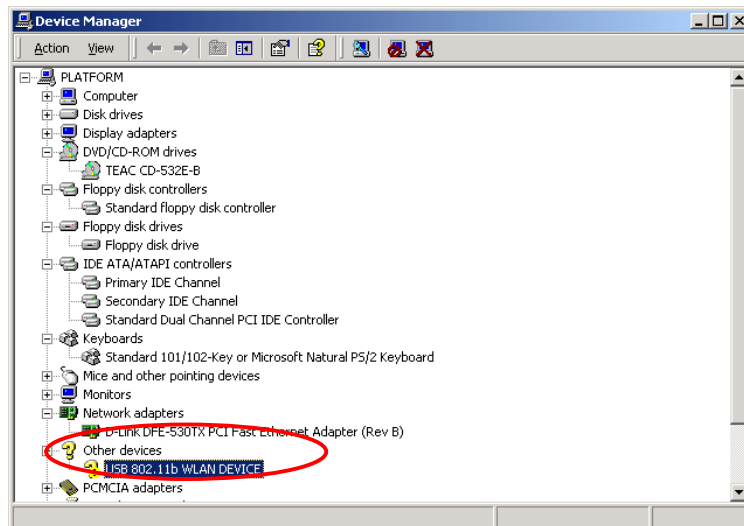 Device Manager
Action View
PLATFORM
Computer
Disk drives
Display adapters
DVD/CD-ROM drives
TEAC CD-532E-B
Floppy disk controllers
Standard floppy disk controller
Floppy disk drives
Floppy disk drive
IDE ATA/ATAPI controllers
Primary IDE Channel
Secondary IDE Channel
Standard Dual Channel PCI IDE Controller
Keyboards
Standard 101/102-Key or Microsoft Natural PS/2 Keyboard
Mice and other pointing devices
Monitors
Network adapters
D-Link DFE-530TX PCI Fast Ethernet Adapter (Rev B)
Other devices
USB 802.11b WLAN DEVICE
PCMCIA adapters